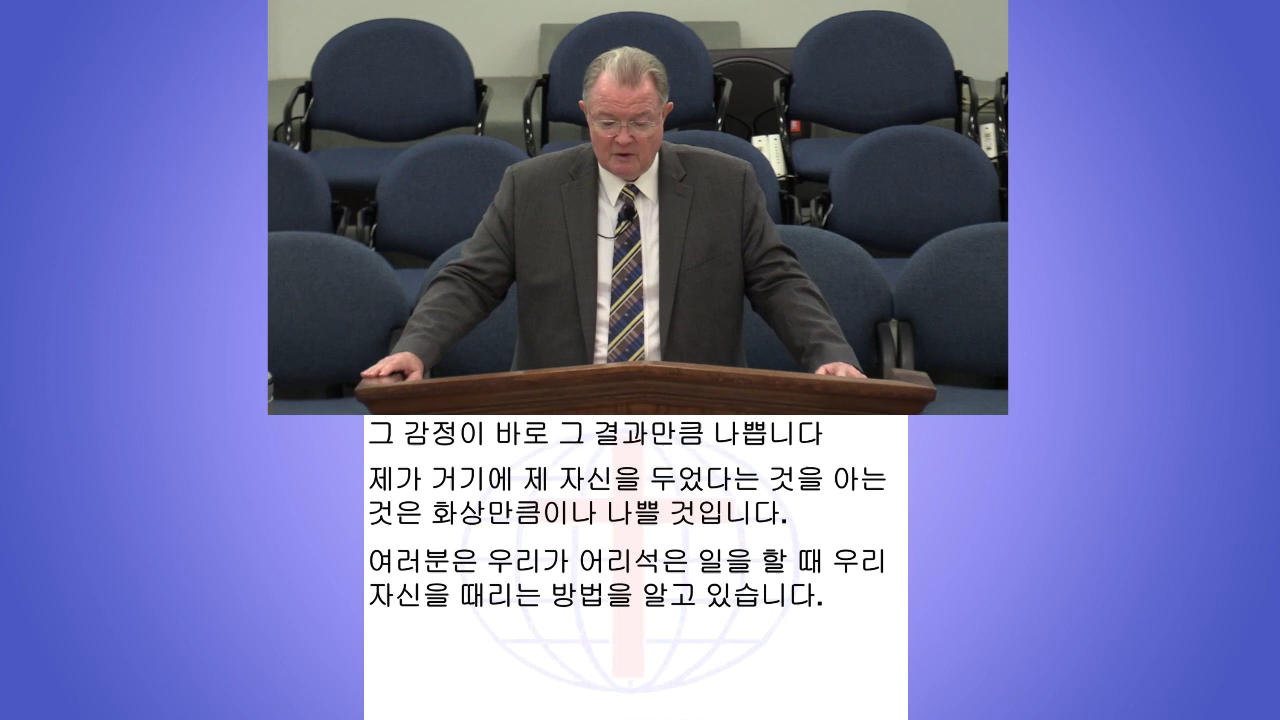 그 감정이 바로 그 결과만큼 나쁩니다
제가 거기에 제 자신을 두었다는 것을 아는
것은 화상만큼이나 나쁠 것입니다.
여러분은 우리가 어리석은 일을 할 때 우리
자신을 때리는 방법을 알고 있습니다.